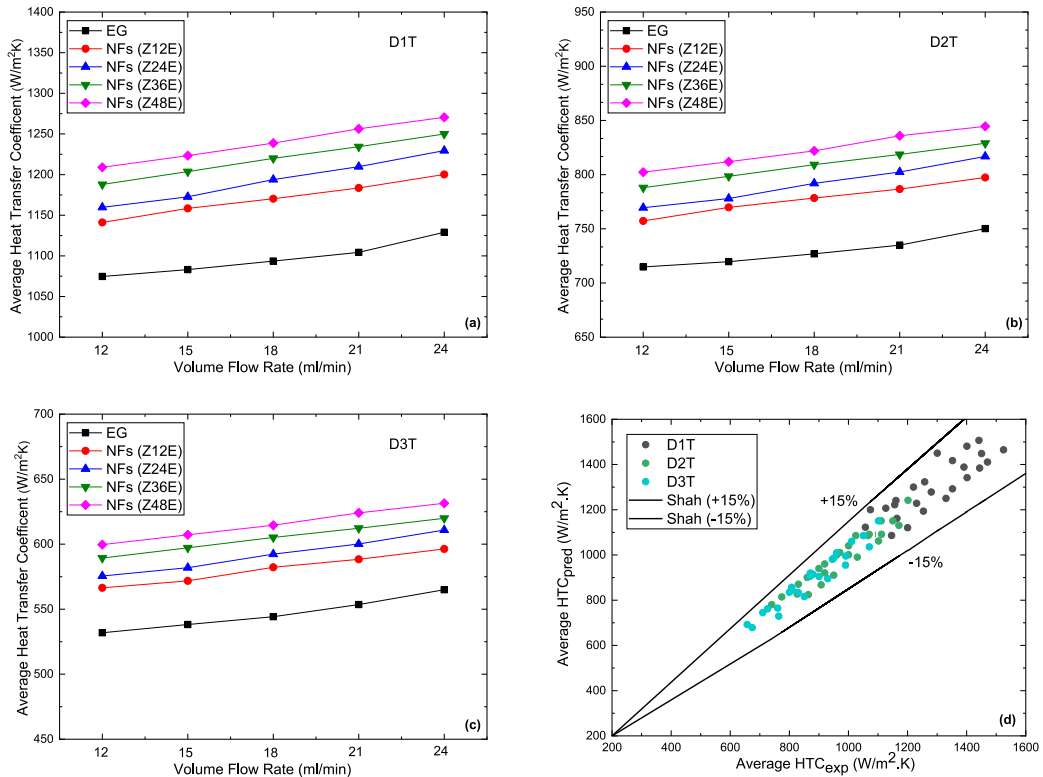 1400
1350
1300
1250
1200
1150
1100
1050
1000
Average Heat Transfer Coefficent (W/m²K)
EG
NFs (Z12E)
NFs (Z24E)
NFs (Z36E)
NFs (Z48E)
D1T
(a)
12 15 18 21 24
Volume Flow Rate (ml/min)
950
900
850
800
750
700
650
Average Heat Transfer Coefficient (W/m²K)
EG
NFs (Z12E)
NFs (Z24E)
NFs (Z36E)
NFs (Z48E)
D2T
(b)
12 15 18 21 24
Volume Flow Rate (ml/min)
700
650
600
550
500
450
Average Heat Transfer Coefficient (W/m²K)
EG
NFs (Z12E)
NFs (Z24E)
NFs (Z36E)
NFs (Z48E)
D3T
(c)
12 15 18 21 24
Volume Flow Rate (ml/min)
1600
1400
1200
1000
800
600
400
200
Average HTCpred (W/m².K)
D1T
D2T
D3T
Shah (+15%)
Shah (-15%)
+15%
-15%
(d)
200 400 600 800 1000 1200 1400 1600
Average HTCexp (W/m².K)